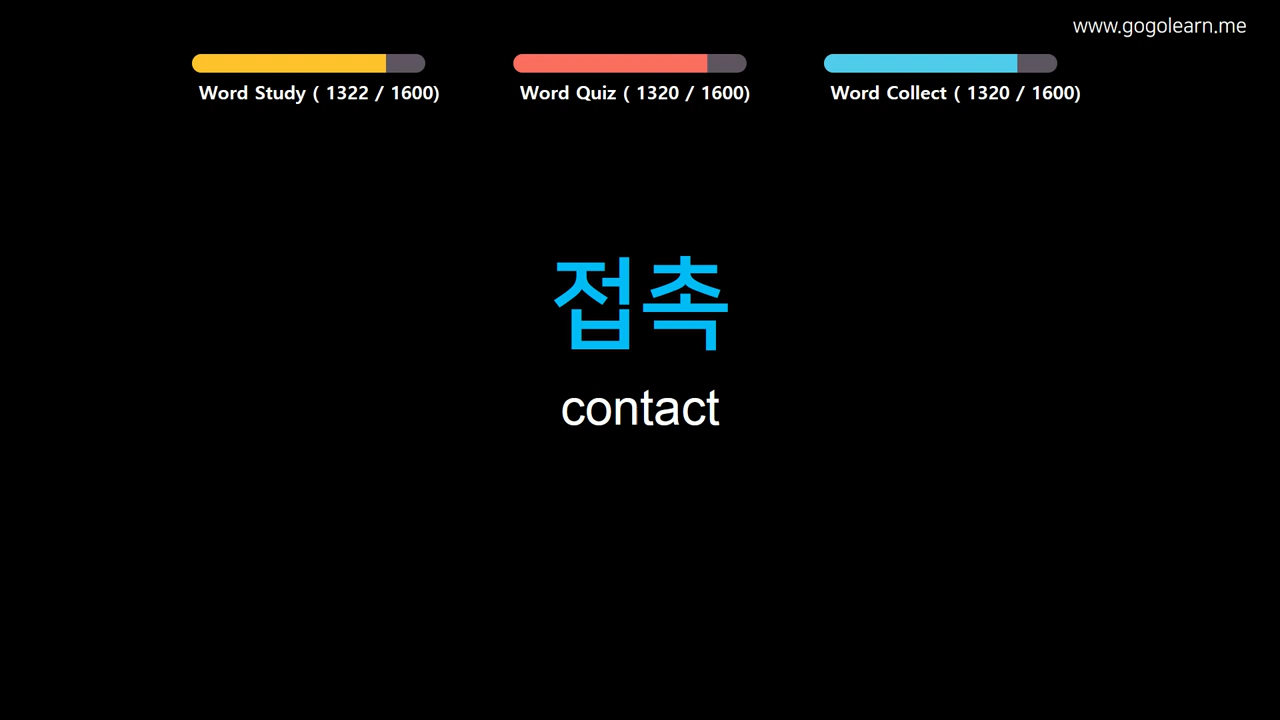 www.gogolearn.me
Word Study ( 1322 / 1600)
Word Quiz ( 1320 / 1600)
Word Collect ( 1320 / 1600)
접촉
contact